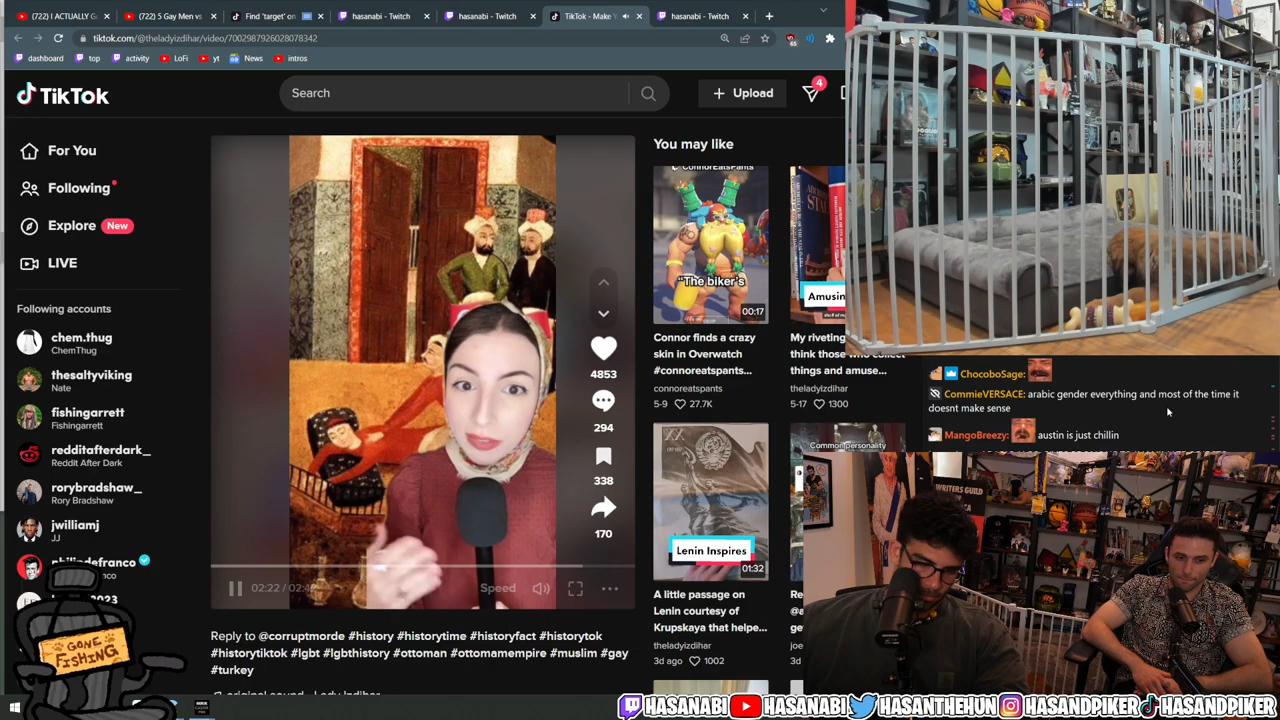 (722) I ACTUALLY G
(722) 5 Gay Men vs
Find 'target' on
hasanabi - Twitch
hasanabi - Twitch
TikTok - Make Y
hasanabi - Twitch
tiktok.com/@theladyizdihar/video/7002987926028078342
dashboard
top
activity
LoFi
yt
News
intros
TikTok
Search
Upload
4
For You
Following
Explore New
LIVE
Following accounts
chem.thug
ChemThug
thesaltyviking
Nate
fishingarrett
Fishingarrett
redditafterdark_
Reddit After Dark
rorybradshaw_
Rory Bradshaw
jwilliamj
JJ
GONE
FISHING
4853
294
338
170
02:22
Speed
Reply to @corruptmorde #history #historytime #historyfact #historytok
#historytiktok #lgbt #lgbthistory #ottoman #ottomamempire #muslim #gay
#turkey
original sound - Lady Izdihar
You may like
ConnorEatsPants
"The biker's
00:17
Connor finds a crazy
skin in Overwatch
#connoreatspants...
connoreatspants
5-9 27.7K
Amusin
My riveting
think those who collect
things and amuse...
theladyizdihar
5-17 1300
Lenin Inspires
01:32
A little passage on
Lenin courtesy of
Krupskaya that helpe...
theladyizdihar
3d ago 1002
Common personality
ChocoboSage:
CommieVERSACE: arabic gender everything and most of the time it
doesnt make sense
MangoBreezy: austin is just chillin
WRITERS GUILD
HASANABI HASANABI HASANTHEHUN HASANDPIKER HASANDPIKER